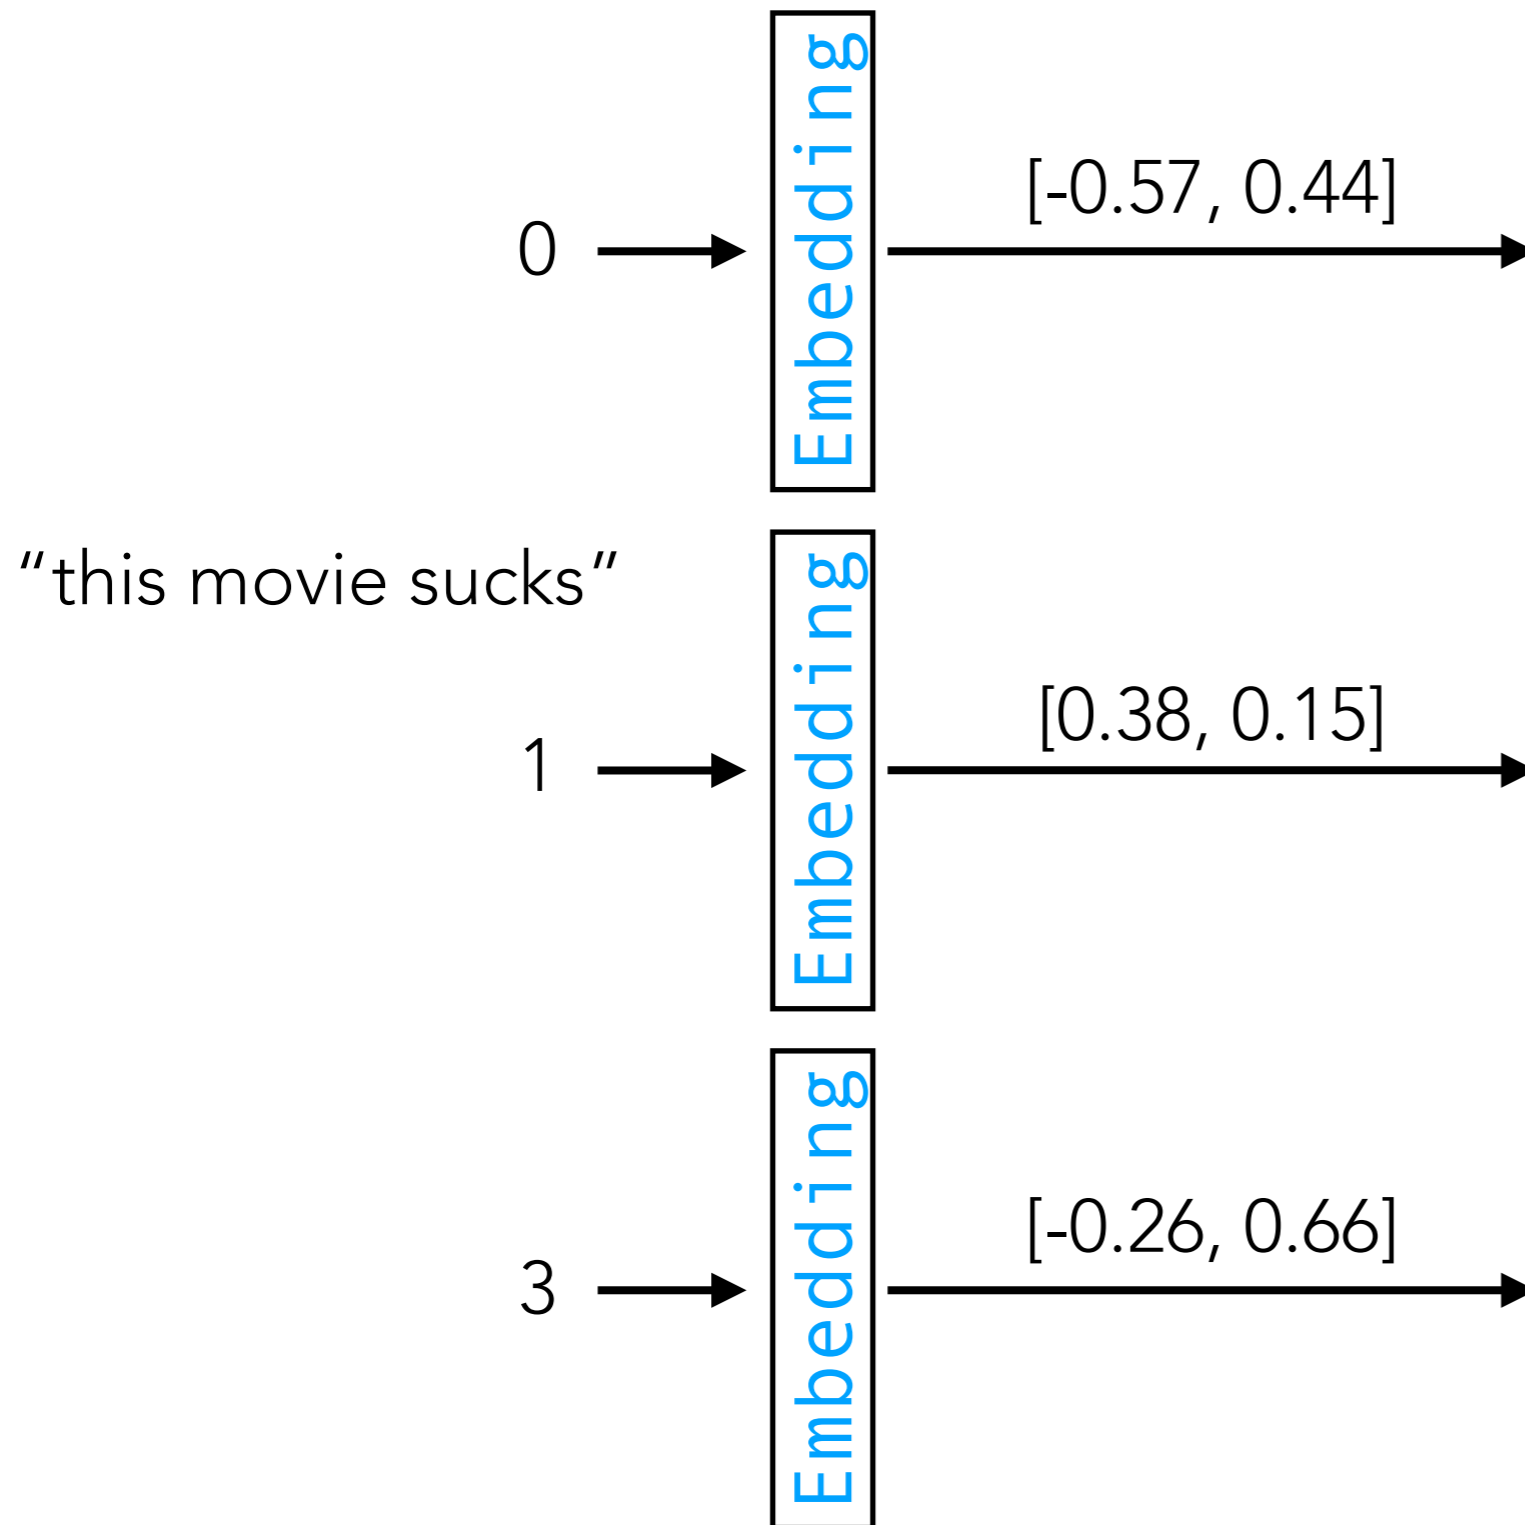 Embedding
[-0.57, 0.44]
0
“this movie sucks”
Embedding
[0.38, 0.15]
1
Embedding
[-0.26, 0.66]
3